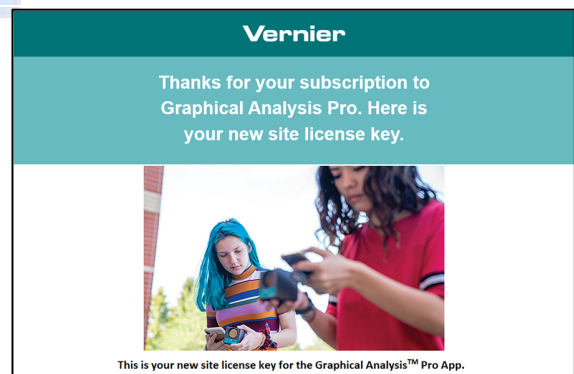 Vernier
Thanks for your subscription to
Graphical Analysis Pro. Here is
your new site license key.
This is your new site license key for the Graphical Analysis™ Pro App.